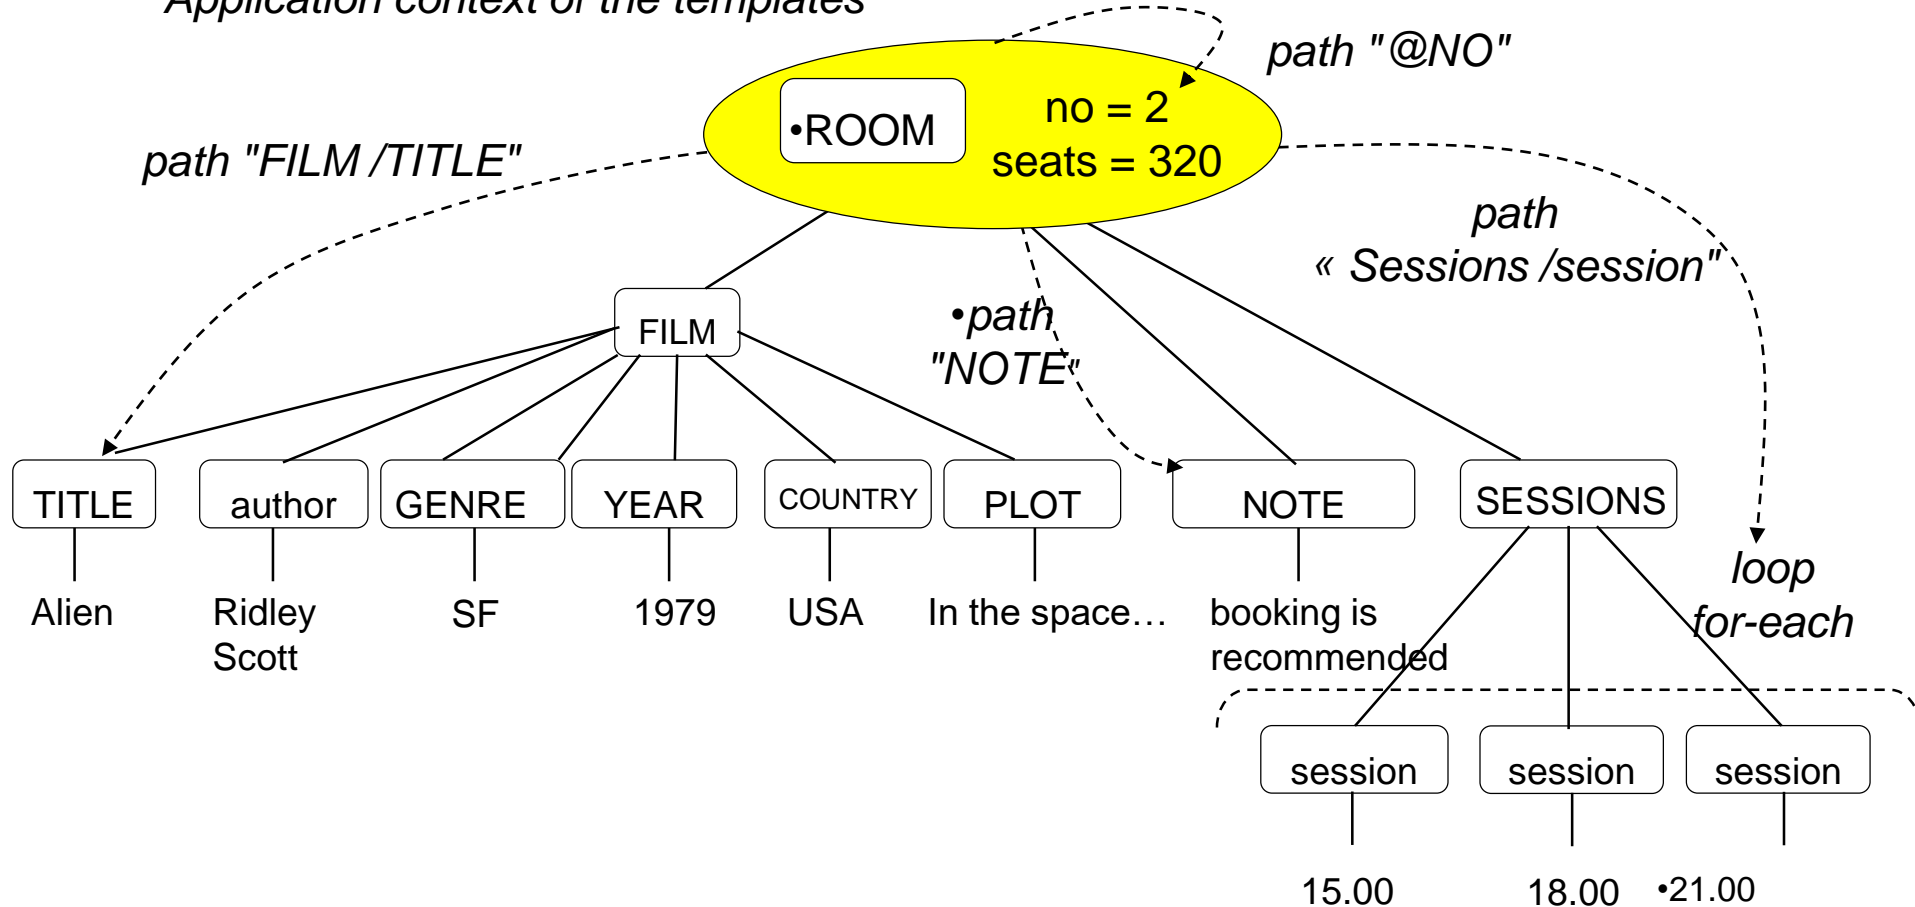 Application context of the templates
path "@NO"
•ROOM
no = 2
seats = 320
path "FILM /TITLE"
path
« Sessions /session"
FILM
•path
"NOTE"
TITLE
author
GENRE
YEAR
COUNTRY
PLOT
NOTE
SESSIONS
Alien
Ridley
Scott
SF
1979
USA
In the space…
booking is
recommended
loop
for-each
session
session
session
15.00
18.00
•21.00